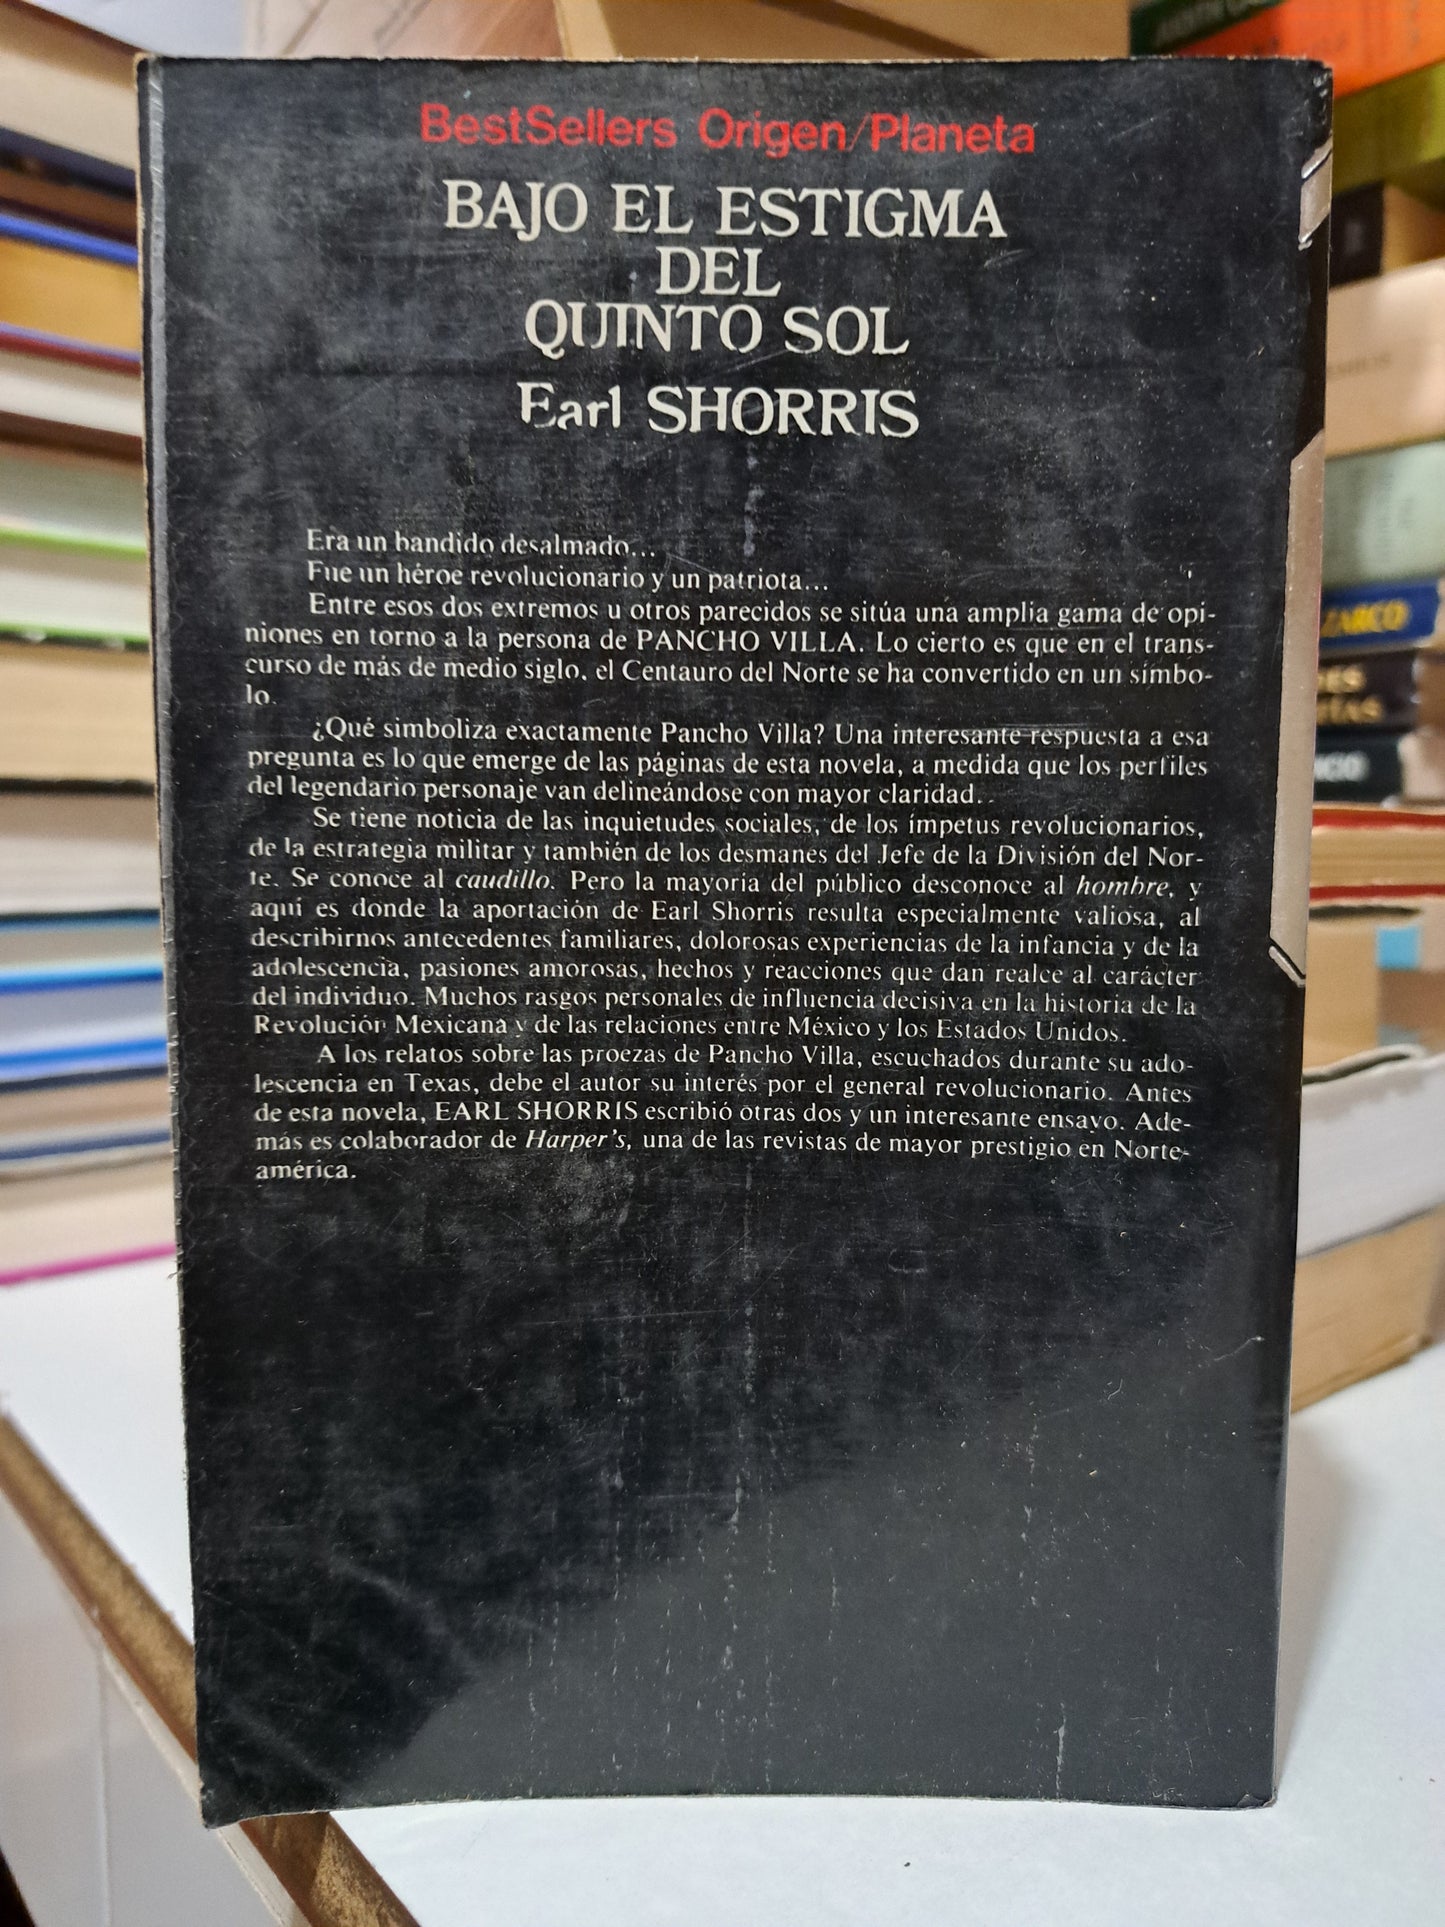 BestSellers Origen/Planeta
BAJO EL ESTIGMA
DEL
QUINTO SOL
Earl SHORRIS
Era un bandido desalmado...
Fue un héroe revolucionario y un patriota...
Entre esos dos extremos u otros parecidos se sitúa una amplia gama de opi-
niones en torno a la persona de PANCHO VILLA. Lo cierto es que en el trans-
curso de más de medio siglo, el Centauro del Norte se ha convertido en un símbo-
lo.
¿Qué simboliza exactamente Pancho Villa? Una interesante respuesta a esa
pregunta es lo que emerge de las páginas de esta novela, a medida que los perfiles
del legendario personaje van delineándose con mayor claridad.
Se tiene noticia de las inquietudes sociales, de los ímpetus revolucionarios,
de la estrategia militar y también de los desmanes del Jefe de la División del Nor-
te. Se conoce al caudillo. Pero la mayoría del público desconoce al hombre, y
aquí es donde la aportación de Earl Shorris resulta especialmente valiosa, al
describirnos antecedentes familiares, dolorosas experiencias de la infancia y de la
adolescencia, pasiones amorosas, hechos y reacciones que dan realce al carácter
del individuo. Muchos rasgos personales de influencia decisiva en la historia de la
Revolución Mexicana y de las relaciones entre México y los Estados Unidos.
A los relatos sobre las proezas de Pancho Villa, escuchados durante su ado-
lescencia en Texas, debe el autor su interés por el general revolucionario. Antes
de esta novela, EARL SHORRIS escribió otras dos y un interesante ensayo. Ade-
más es colaborador de Harper's, una de las revistas de mayor prestigio en Norte-
américa.